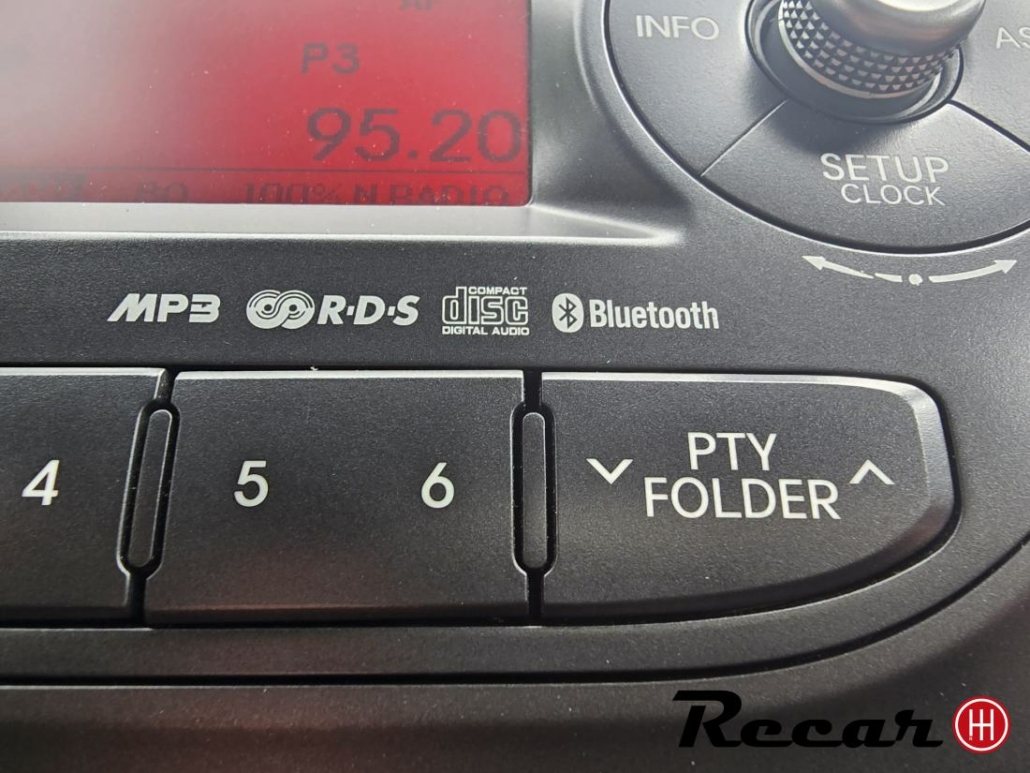 P3
95.20
100% N RADIO
INFO
SETUP
CLOCK
MP3 R·D·S COMPACT disc DIGITAL AUDIO Bluetooth
4 5 6
PTY
FOLDER
Recar